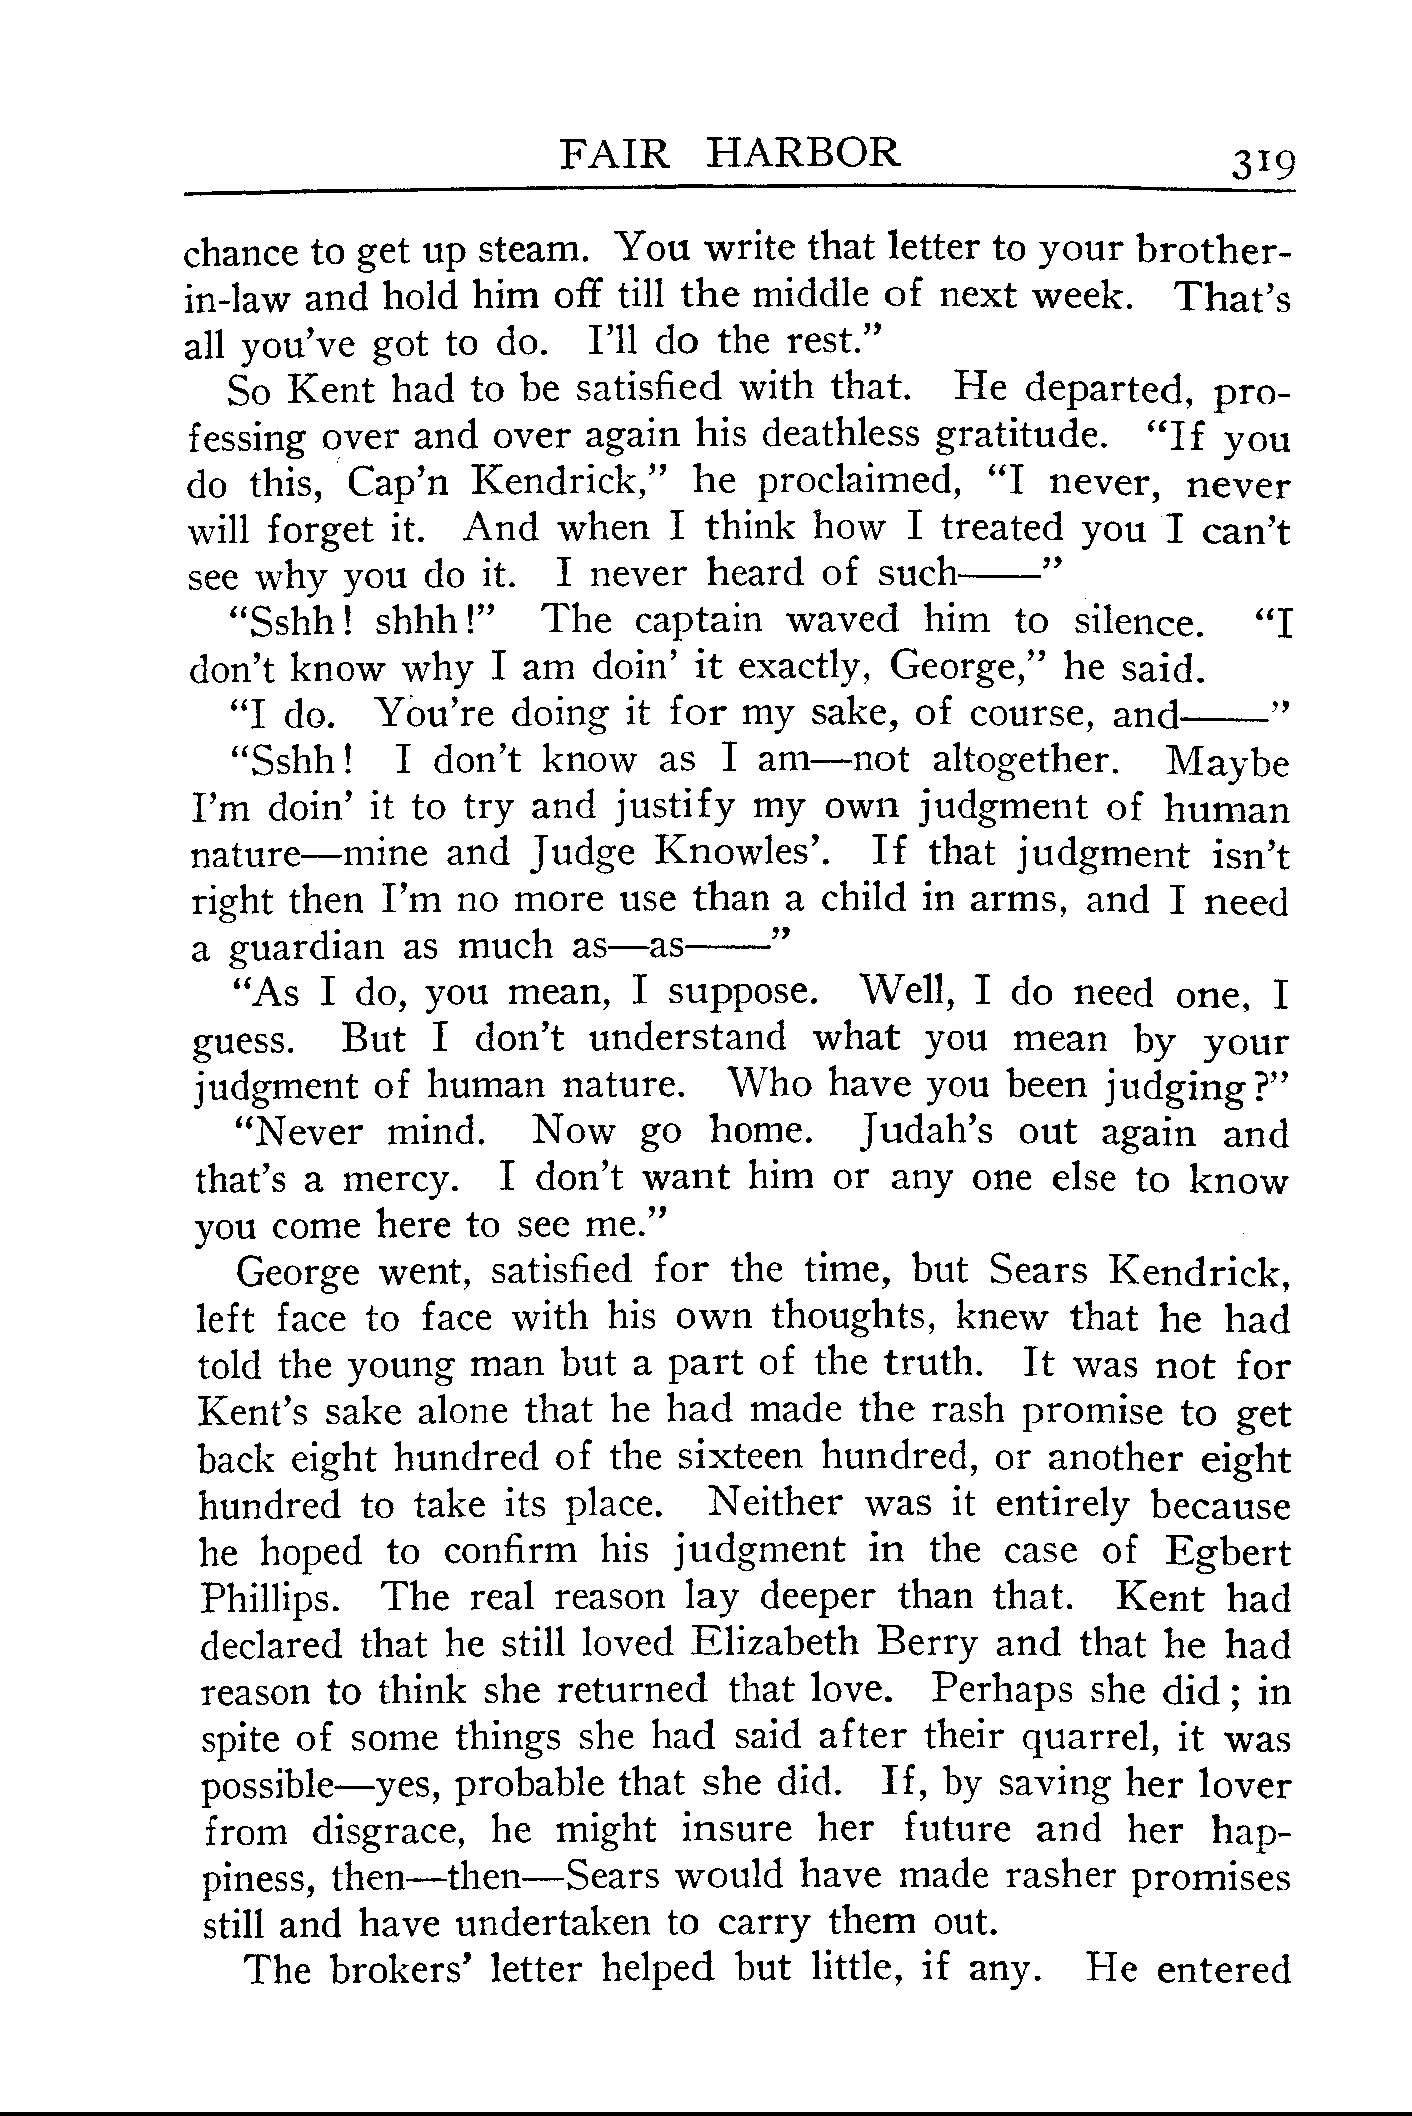 FAIR HARBOR 319
chance to get up steam. You write that letter to your brother-
in-law and hold him off till the middle of next week. That's
all you've got to do. I'll do the rest.”
So Kent had to be satisfied with that. He departed, pro-
fessing over and over again his deathless gratitude. “If you
do this, Cap'n Kendrick,” he proclaimed, “I never, never
will forget it. And when I think how I treated you I can't
see why you do it. I never heard of such——”
“Sshh! shhh!” The captain waved him to silence. “I
don't know why I am doin' it exactly, George,” he said.
“I do. You're doing it for my sake, of course, and——”
“Sshh! I don't know as I am—not altogether. Maybe
I'm doin' it to try and justify my own judgment of human
nature—mine and Judge Knowles'. If that judgment isn't
right then I'm no more use than a child in arms, and I need
a guardian as much as—as——”
“As I do, you mean, I suppose. Well, I do need one, I
guess. But I don't understand what you mean by your
judgment of human nature. Who have you been judging?”
“Never mind. Now go home. Judah's out again and
that's a mercy. I don't want him or any one else to know
you come here to see me.”
George went, satisfied for the time, but Sears Kendrick,
left face to face with his own thoughts, knew that he had
told the young man but a part of the truth. It was not for
Kent's sake alone that he had made the rash promise to get
back eight hundred of the sixteen hundred, or another eight
hundred to take its place. Neither was it entirely because
he hoped to confirm his judgment in the case of Egbert
Phillips. The real reason lay deeper than that. Kent had
declared that he still loved Elizabeth Berry and that he had
reason to think she returned that love. Perhaps she did; in
spite of some things she had said after their quarrel, it was
possible—yes, probable that she did. If, by saving her lover
from disgrace, he might insure her future and her hap-
piness, then—then—Sears would have made rasher promises
still and have undertaken to carry them out.
The brokers' letter helped but little, if any. He entered